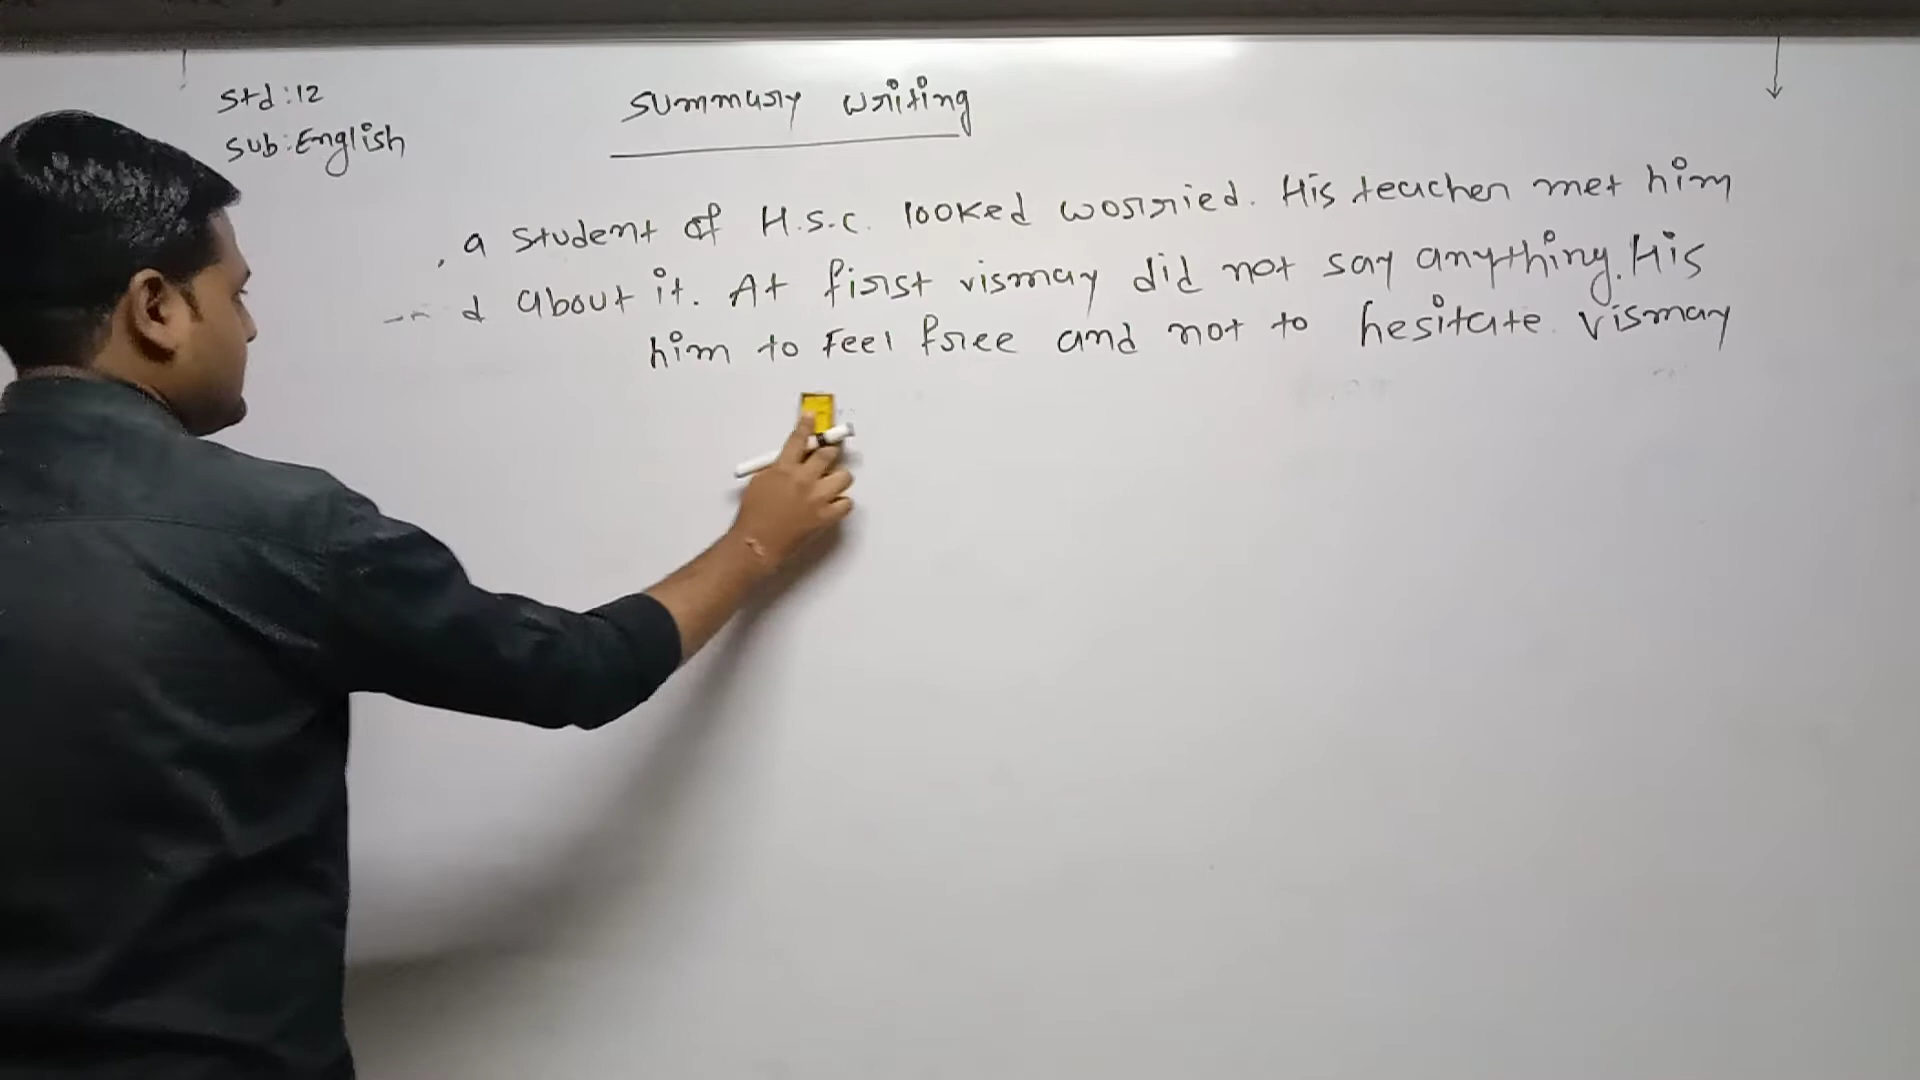 Std:12
Sub:English
Summary writing
, a student of H.S.C. looked worried. His teacher met him
about it. At first vismay did not say anything. His
him to Feel free and not to hesitate. Vismay